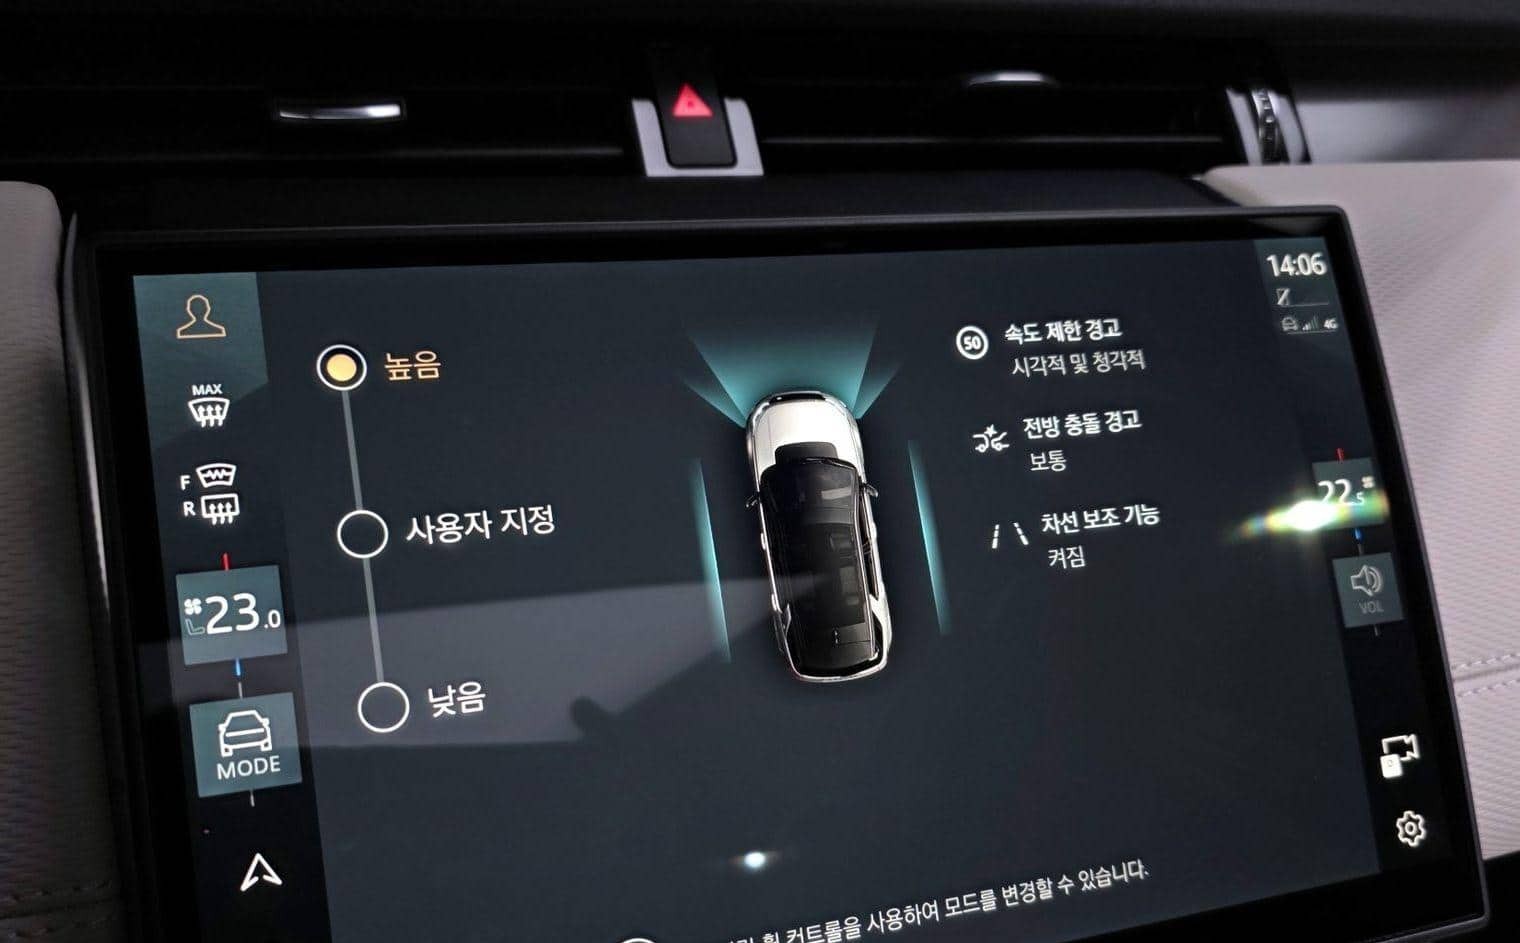 14:06
4G
MAX
F
R
23.0
MODE
높음
사용자 지정
낮음
50
속도 제한 경고
시각적 및 청각적
전방 충돌 경고
보통
차선 보조 기능
켜짐
22.5
VOL
휠 컨트롤을 사용하여 모드를 변경할 수 있습니다.